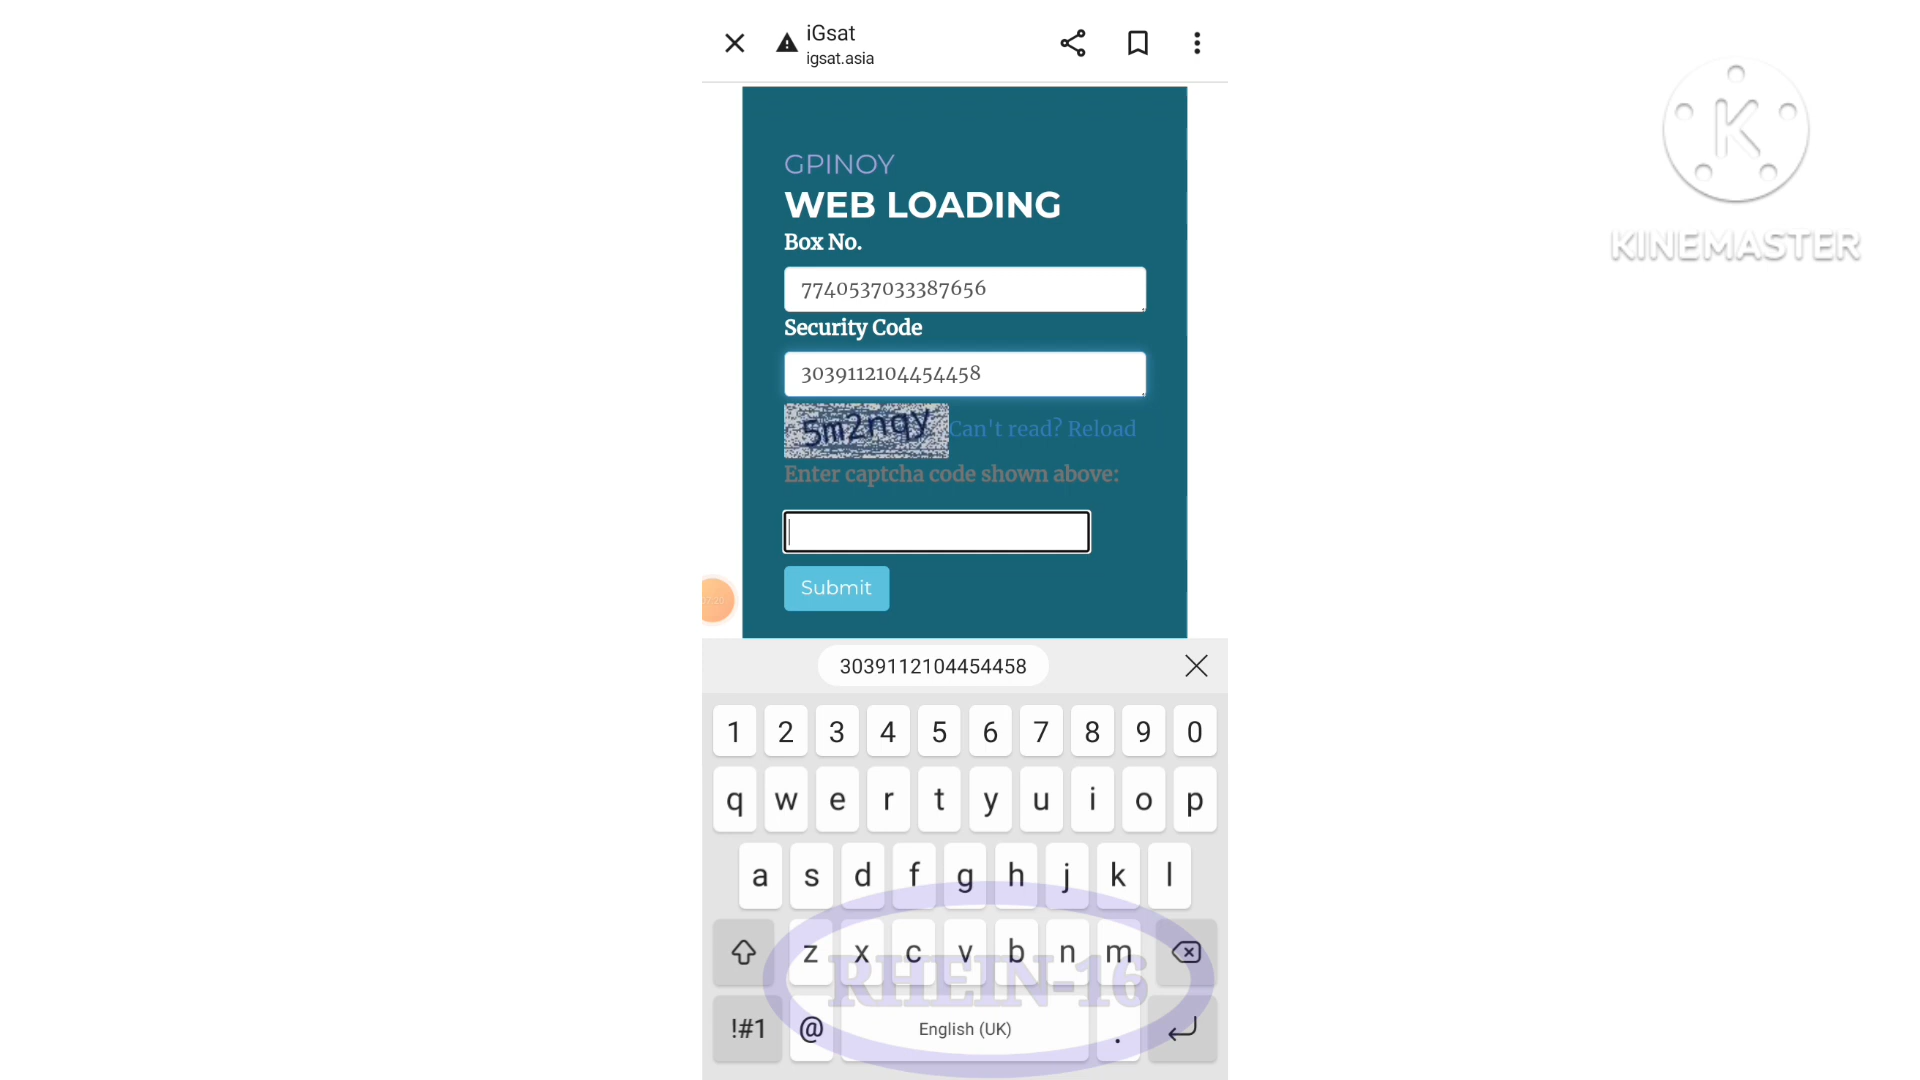 iGsat
igsat.asia
K
KINEMASTER
GPINOY
WEB LOADING
Box No.
7740537033387656
Security Code
3039112104454458
5m2nqy Can't read? Reload
Enter captcha code shown above:
Submit
3039112104454458
1 2 3 4 5 6 7 8 9 0
q w e r t y u i o p
a s d f g h j k l
z x c v b n m
RHEIN-16
!#1 @ English (UK) .